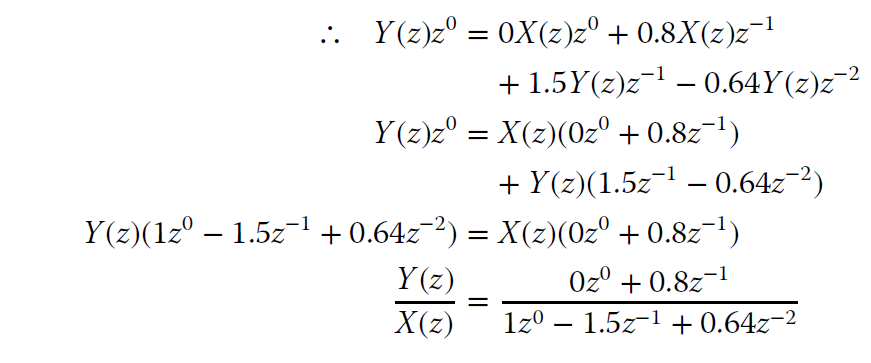 ∴ Y(z)z⁰ = 0X(z)z⁰ + 0.8X(z)z⁻¹
+ 1.5Y(z)z⁻¹ − 0.64Y(z)z⁻²
Y(z)z⁰ = X(z)(0z⁰ + 0.8z⁻¹)
+ Y(z)(1.5z⁻¹ − 0.64z⁻²)
Y(z)(1z⁰ − 1.5z⁻¹ + 0.64z⁻²) = X(z)(0z⁰ + 0.8z⁻¹)
Y(z)/X(z) = (0z⁰ + 0.8z⁻¹)/(1z⁰ − 1.5z⁻¹ + 0.64z⁻²)